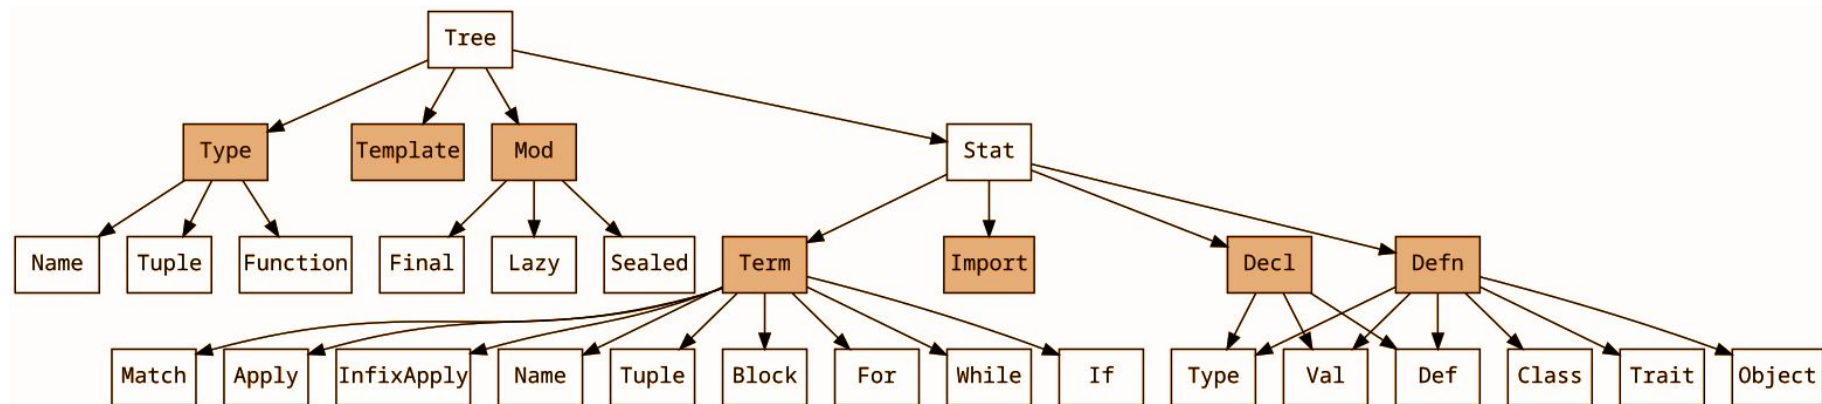 Tree
Type Template Mod Stat
Name Tuple Function Final Lazy Sealed Term Import Decl Defn
Match Apply InfixApply Name Tuple Block For While If Type Val Def Class Trait Object